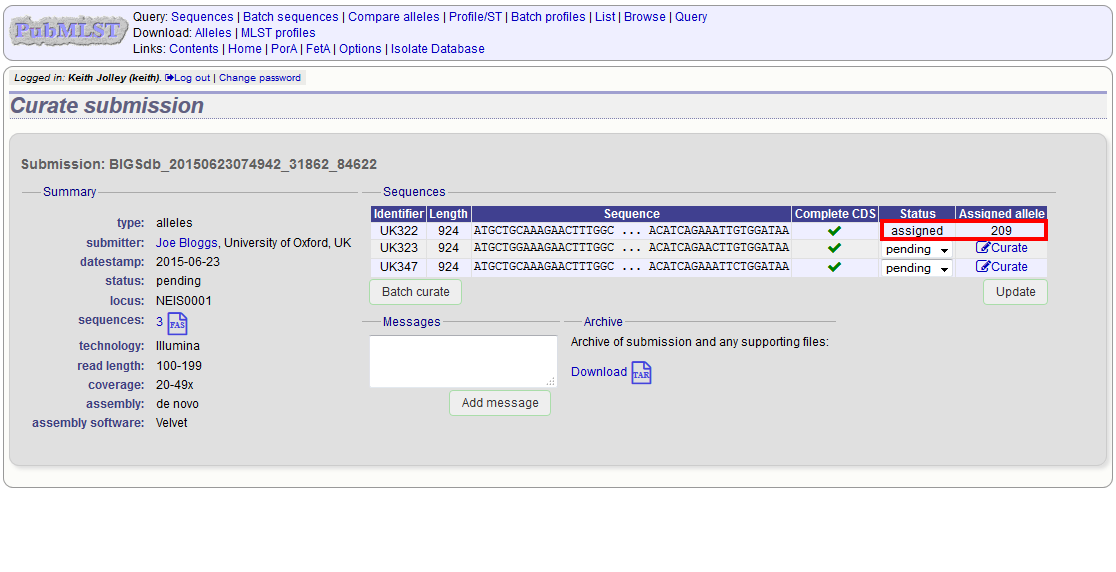 PubMLST
Query: Sequences | Batch sequences | Compare alleles | Profile/ST | Batch profiles | List | Browse | Query
Download: Alleles | MLST profiles
Links: Contents | Home | PorA | FetA | Options | Isolate Database
Logged in: Keith Jolley (keith). Log out | Change password
Curate submission
Submission: BIGSdb_20150623074942_31862_84622
Summary
type: alleles
submitter: Joe Bloggs, University of Oxford, UK
datestamp: 2015-06-23
status: pending
locus: NEIS0001
sequences: 3 FAS
technology: Illumina
read length: 100-199
coverage: 20-49x
assembly: de novo
assembly software: Velvet
Sequences
Identifier Length Sequence Complete CDS Status Assigned allele
UK322 924 ATGCTGCAAAGAACTTTGGC ... ACATCAGAAATTGTGGATAA assigned 209
UK323 924 ATGCTGGAAAGAACTTTGGC ... ACATCAGAAATTGTGGATAA pending Curate
UK347 924 ATGCTGCAAAGAACTTTGGC ... ACATCAGAAATTCTGGATAA pending Curate
Batch curate Update
Messages
Add message
Archive
Archive of submission and any supporting files:
Download TAR